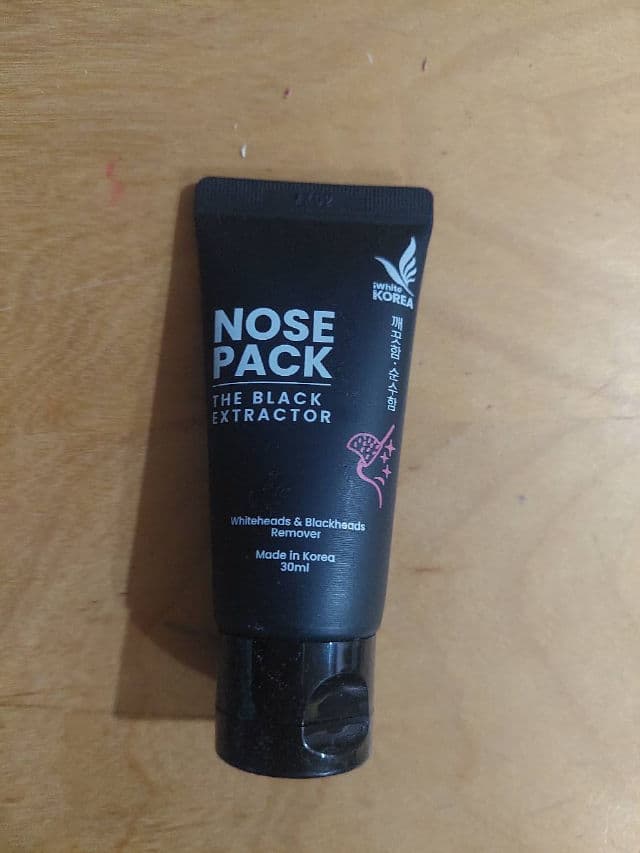 iWhite
KOREA
NOSE
PACK
THE BLACK
EXTRACTOR
깨끗함·순수함
Whiteheads & Blackheads
Remover
Made in Korea
30ml